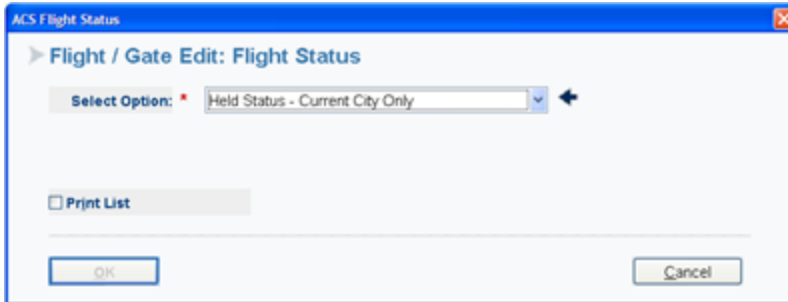 ACS Flight Status
Flight / Gate Edit: Flight Status
Select Option: * Held Status - Current City Only
Print List
OK
Cancel